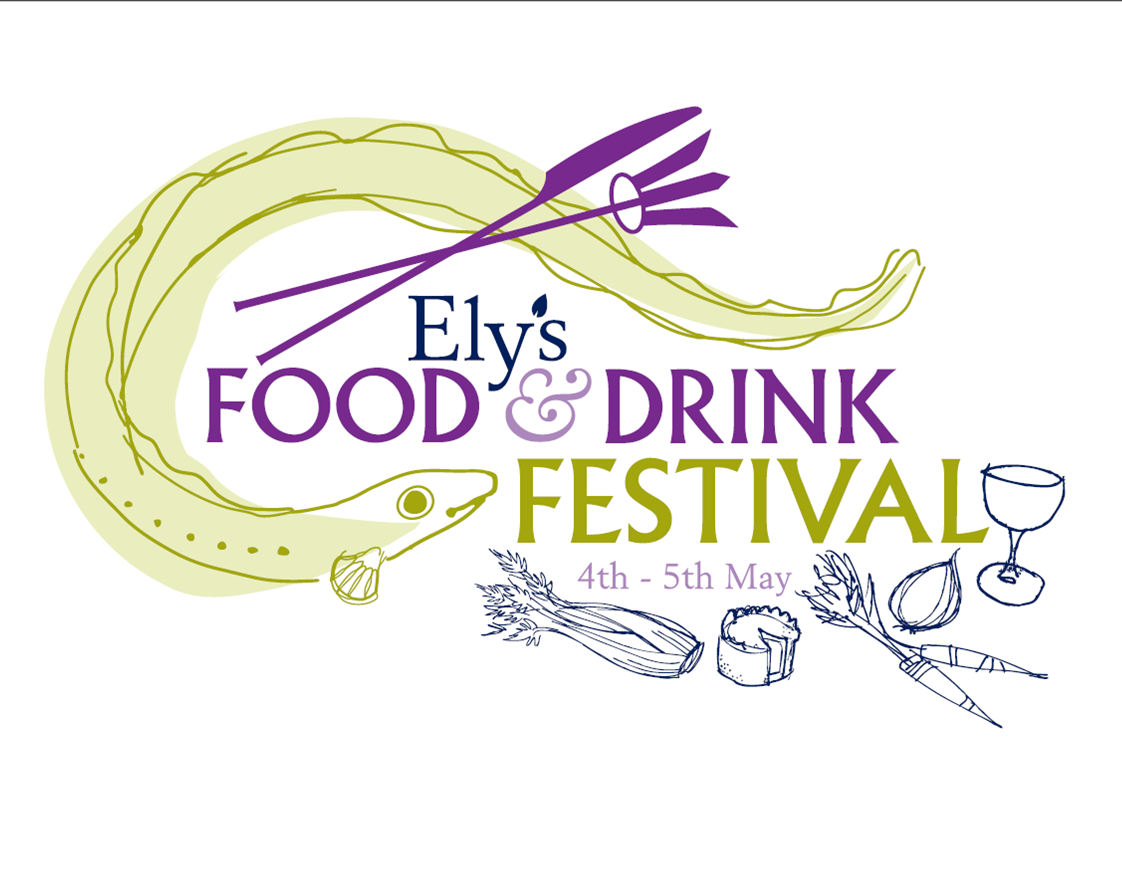 Ely's
FOOD & DRINK
FESTIVAL
4th - 5th May